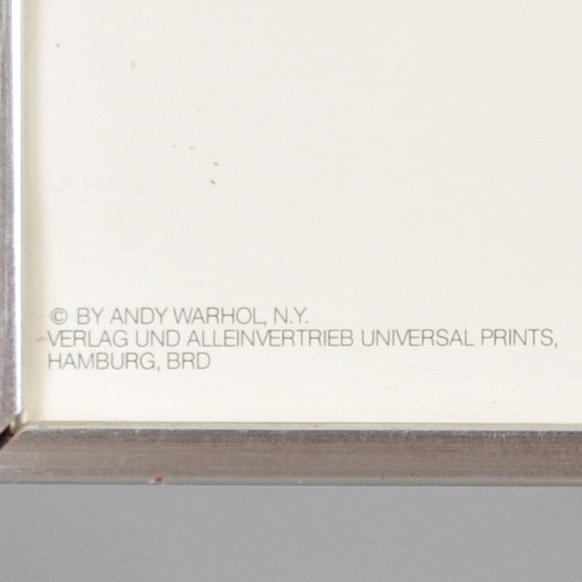 © BY ANDY WARHOL, N.Y.
VERLAG UND ALLEINVERTRIEB UNIVERSAL PRINTS,
HAMBURG, BRD